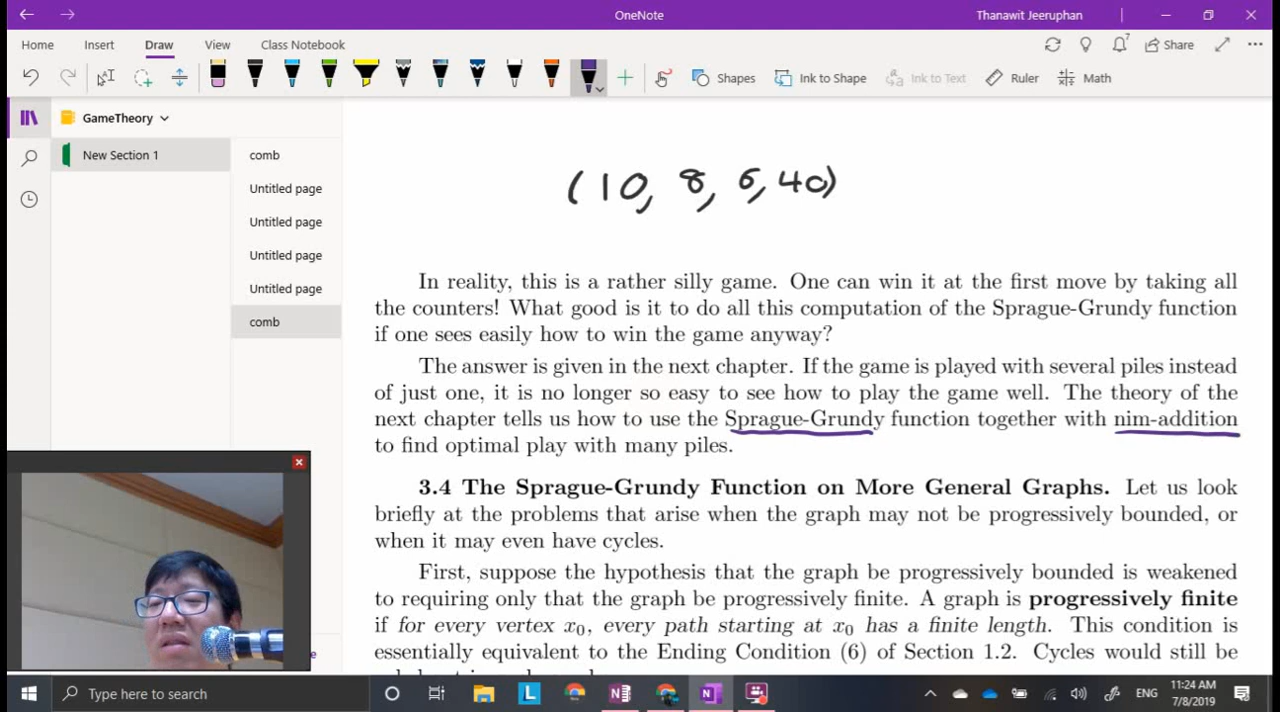 OneNote
Thanawit Jeeruphan
Home Insert Draw View Class Notebook
Share
Shapes Ink to Shape Ink to Text Ruler Math
GameTheory
New Section 1
comb
Untitled page
Untitled page
Untitled page
Untitled page
comb
(10, 8, 6, 40)
In reality, this is a rather silly game. One can win it at the first move by taking all
the counters! What good is it to do all this computation of the Sprague-Grundy function
if one sees easily how to win the game anyway?
The answer is given in the next chapter. If the game is played with several piles instead
of just one, it is no longer so easy to see how to play the game well. The theory of the
next chapter tells us how to use the Sprague-Grundy function together with nim-addition
to find optimal play with many piles.
3.4 The Sprague-Grundy Function on More General Graphs. Let us look
briefly at the problems that arise when the graph may not be progressively bounded, or
when it may even have cycles.
First, suppose the hypothesis that the graph be progressively bounded is weakened
to requiring only that the graph be progressively finite. A graph is progressively finite
if for every vertex x0, every path starting at x0 has a finite length. This condition is
essentially equivalent to the Ending Condition (6) of Section 1.2. Cycles would still be
Type here to search
ENG
11:24 AM
7/8/2019